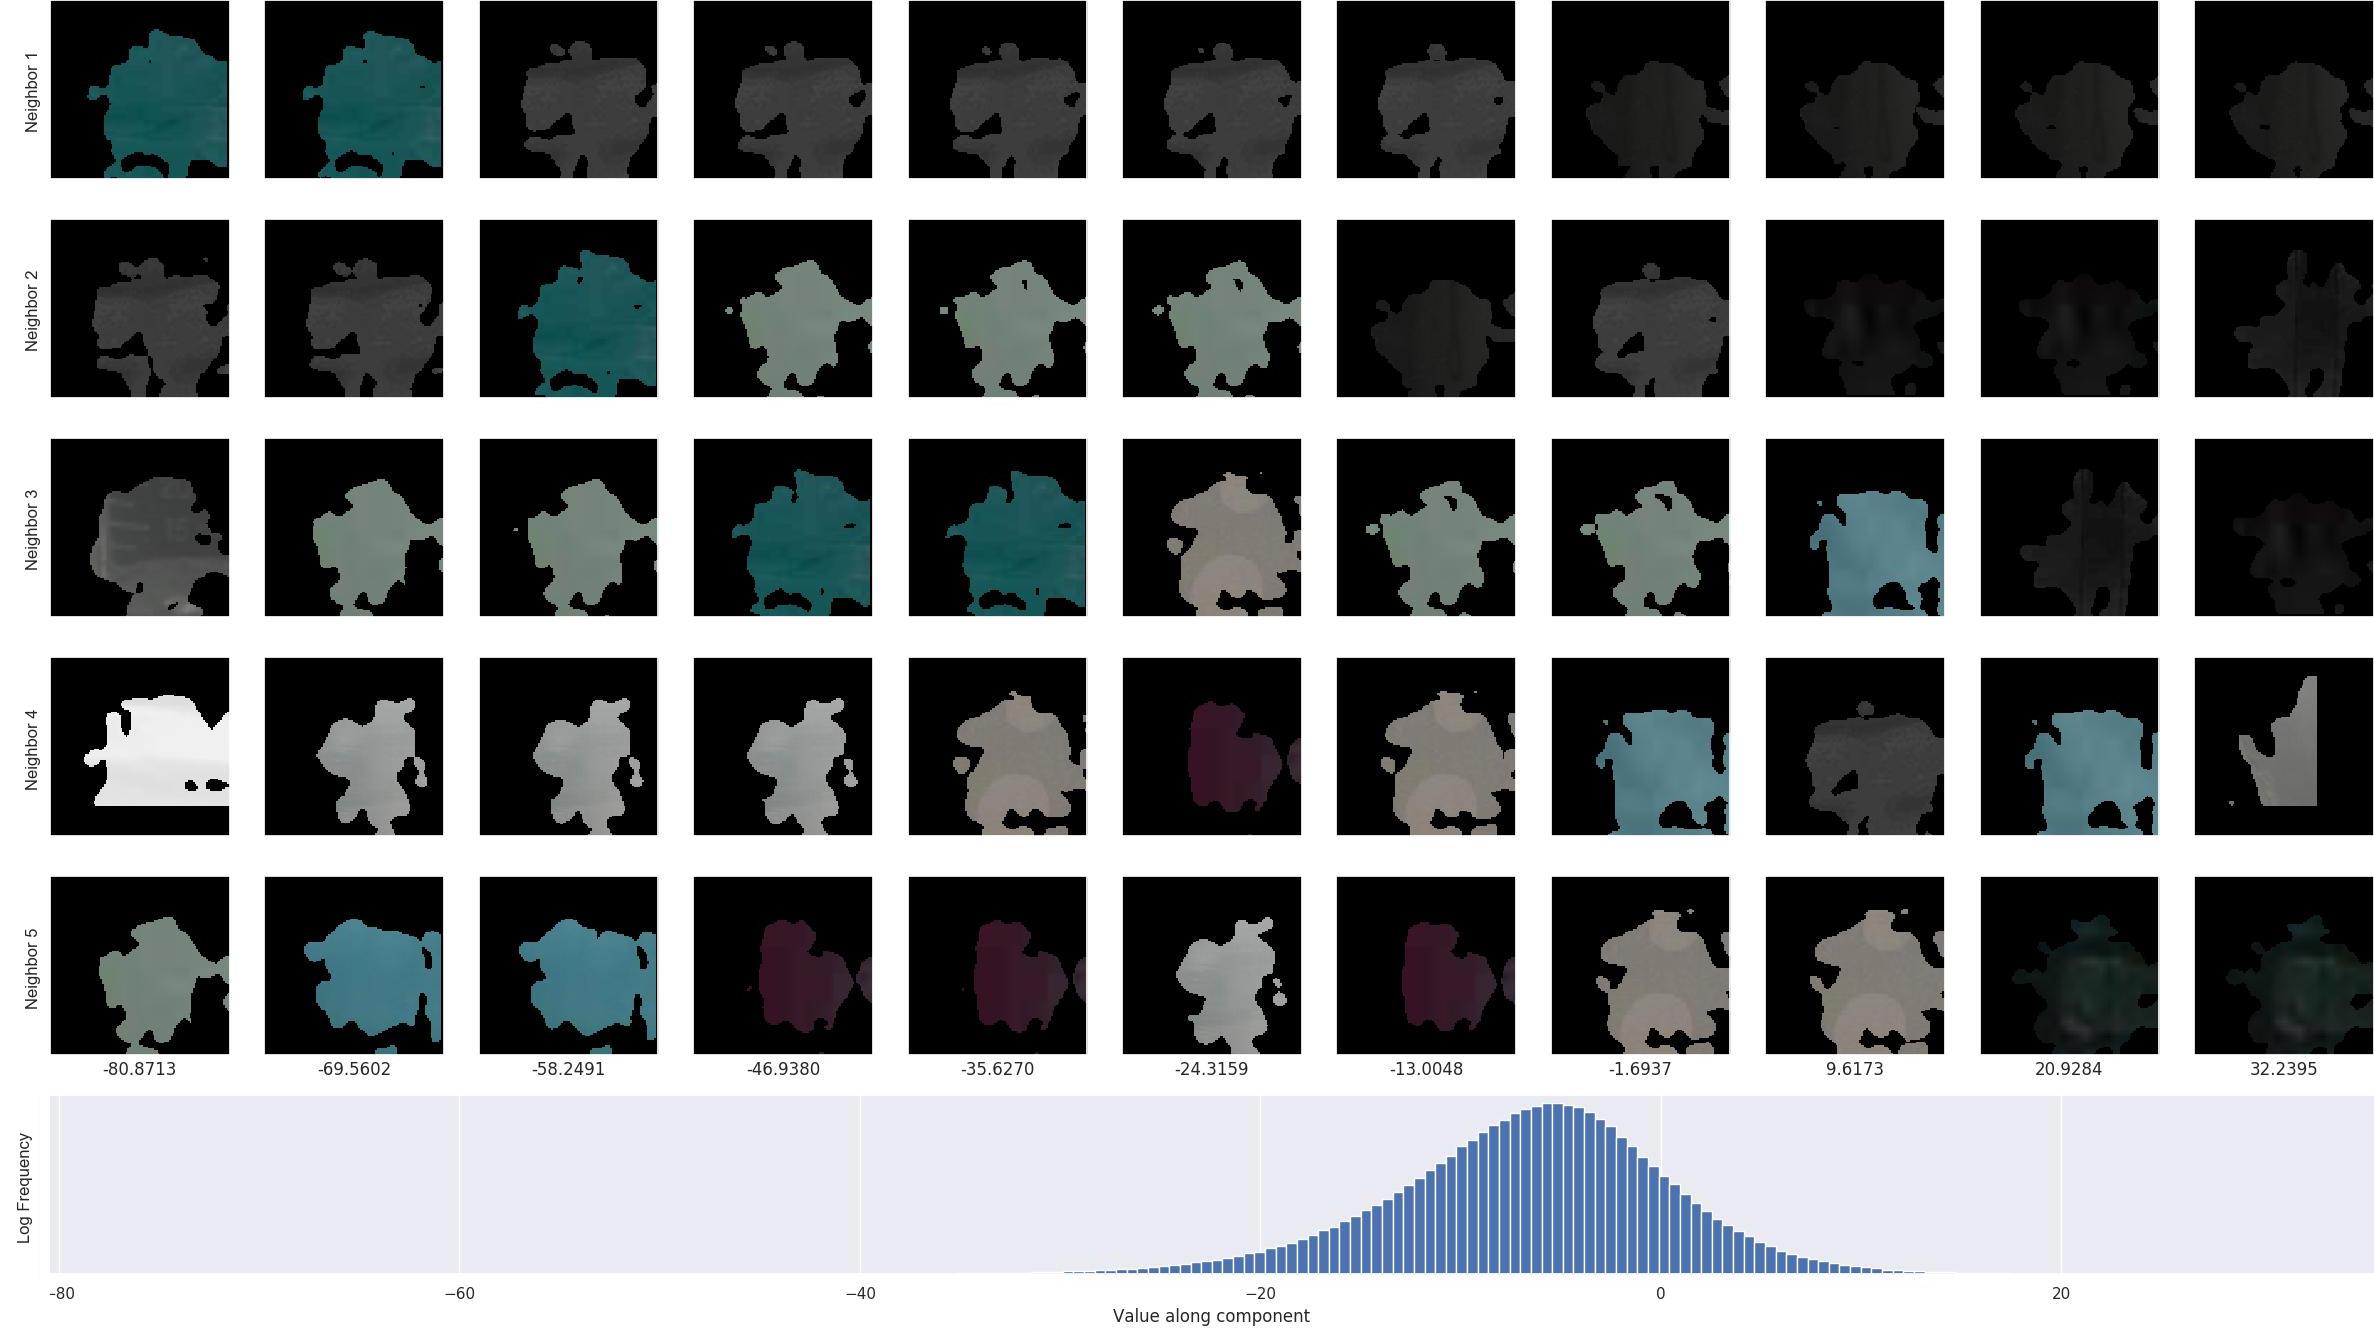 Neighbor 1
Neighbor 2
Neighbor 3
Neighbor 4
Neighbor 5
-80.8713 -69.5602 -58.2491 -46.9380 -35.6270 -24.3159 -13.0048 -1.6937 9.6173 20.9284 32.2395
Log Frequency
-80 −60 −40 −20 0 20
Value along component